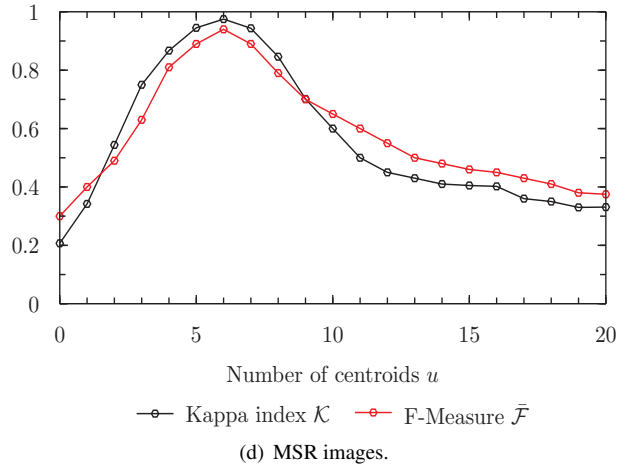 1
0.8
0.6
0.4
0.2
0
0 5 10 15 20
Number of centroids u
Kappa index 𝒦 F-Measure ℱ̄
(d) MSR images.